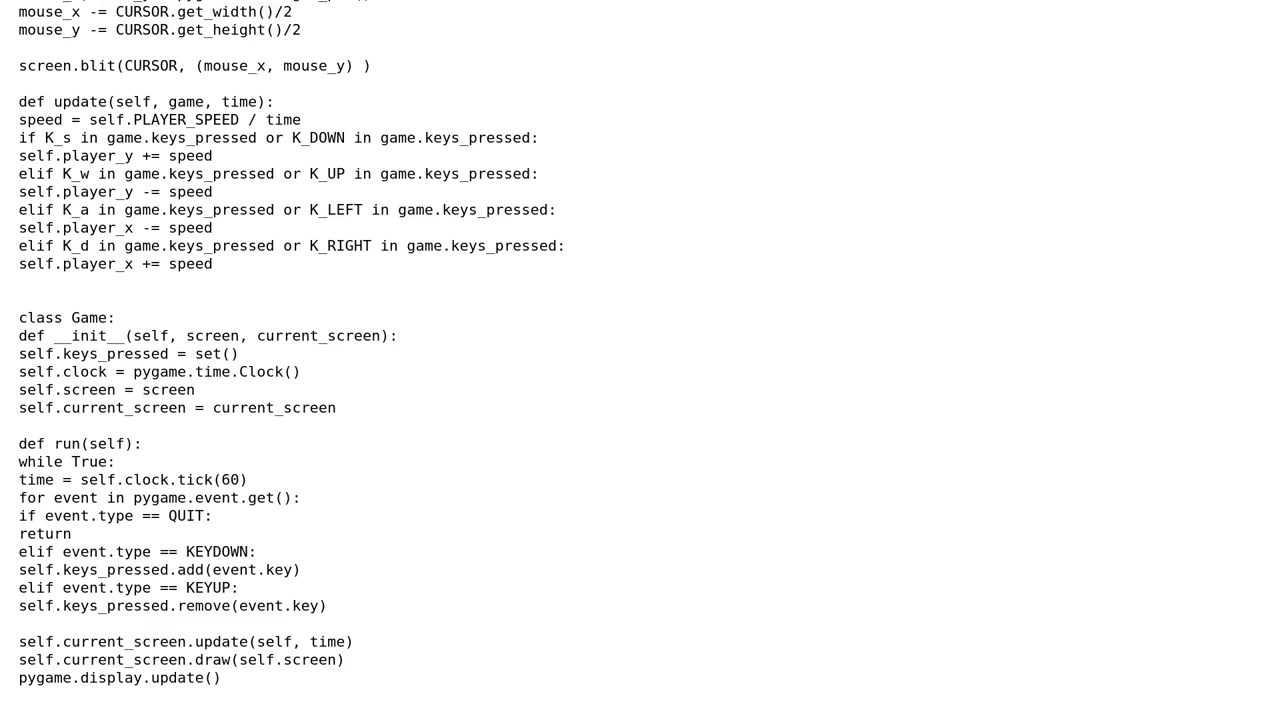 mouse_x -= CURSOR.get_width()/2
mouse_y -= CURSOR.get_height()/2
screen.blit(CURSOR, (mouse_x, mouse_y) )
def update(self, game, time):
speed = self.PLAYER_SPEED / time
if K_s in game.keys_pressed or K_DOWN in game.keys_pressed:
self.player_y += speed
elif K_w in game.keys_pressed or K_UP in game.keys_pressed:
self.player_y -= speed
elif K_a in game.keys_pressed or K_LEFT in game.keys_pressed:
self.player_x -= speed
elif K_d in game.keys_pressed or K_RIGHT in game.keys_pressed:
self.player_x += speed
class Game:
def __init__(self, screen, current_screen):
self.keys_pressed = set()
self.clock = pygame.time.Clock()
self.screen = screen
self.current_screen = current_screen
def run(self):
while True:
time = self.clock.tick(60)
for event in pygame.event.get():
if event.type == QUIT:
return
elif event.type == KEYDOWN:
self.keys_pressed.add(event.key)
elif event.type == KEYUP:
self.keys_pressed.remove(event.key)
self.current_screen.update(self, time)
self.current_screen.draw(self.screen)
pygame.display.update()